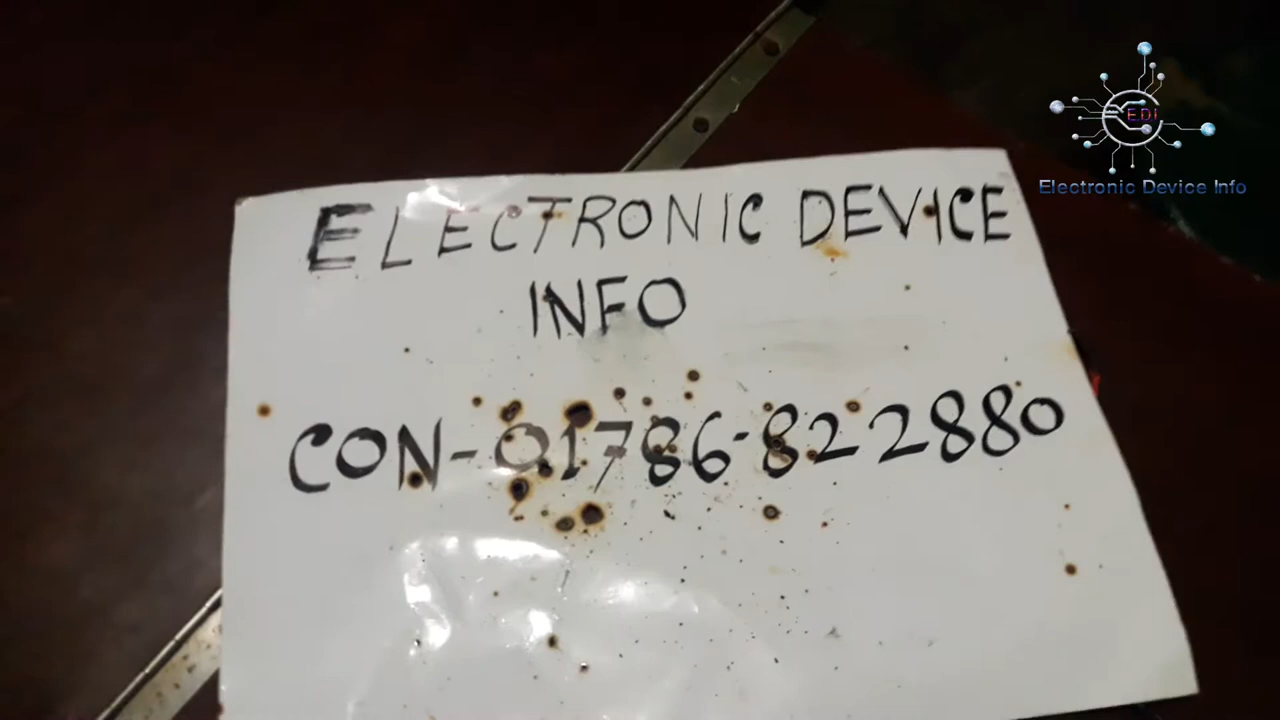 ELECTRONIC DEVICE
INFO
CON-01786-822880
EDI
Electronic Device Info